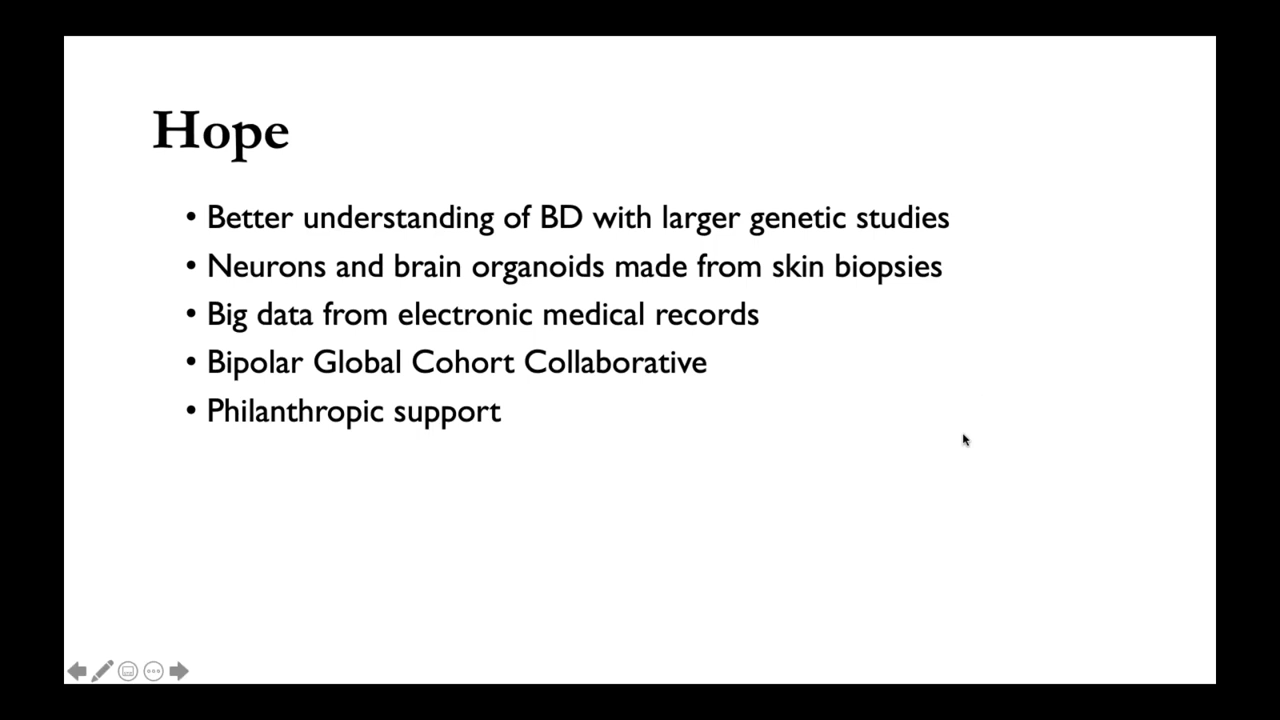 Hope
• Better understanding of BD with larger genetic studies
• Neurons and brain organoids made from skin biopsies
• Big data from electronic medical records
• Bipolar Global Cohort Collaborative
• Philanthropic support